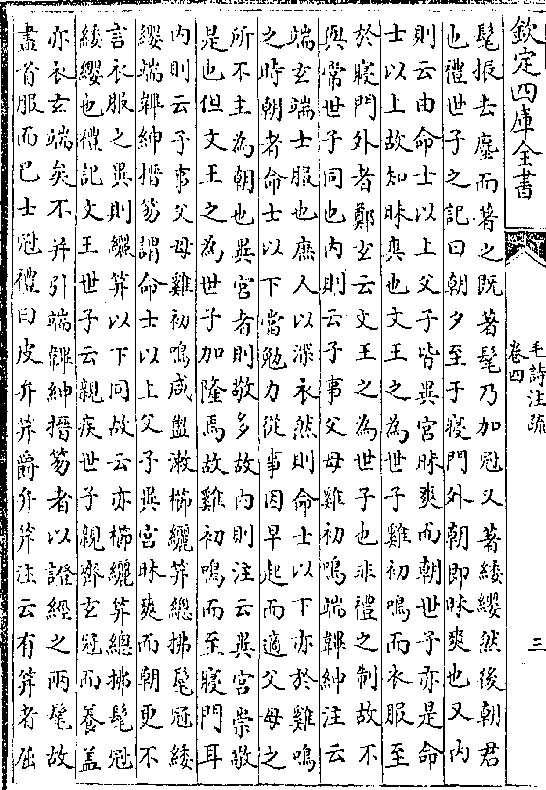 欽定四庫全書
毛詩注疏
卷四
三
髦振去塵而著之既著髦乃加冠又著緌纓然後朝君
也禮世子之記曰朝夕至于寢門外朝即昧爽也又内
則云由命士以上父子皆異宫昧爽而朝世子亦是命
士以上故知昧爽也文王之為世子雞初鳴而衣服至
於寢門外者鄭玄云文王之為世子也非禮之制故不
與常世子同也内則云子事父母雞初鳴端韠紳注云
端玄端士服也庶人以深衣然則命士以下亦於雞鳴
之時朝者命士以下當勉力從事因早起而適父母之
所不主為朝也異宫者則敬多故内則注云異宫崇敬
是也但文王之為世子加隆焉故雞初鳴而至寢門耳
内則云子事父母雞初鳴咸盥漱櫛纚笄總拂髦冠緌
纓端韠紳搢笏謂命士以上父子異宫昧爽而朝更不
言衣服之異則纚笄以下同故云亦櫛纚笄總拂髦冠
緌纓也禮記文王世子云親疾世子親齊玄冠而養蓋
亦衣玄端矣不并引端韠紳搢笏者以證經之兩髦故
盡首服而已士冠禮曰皮弁笄爵弁笄注云有笄者屈